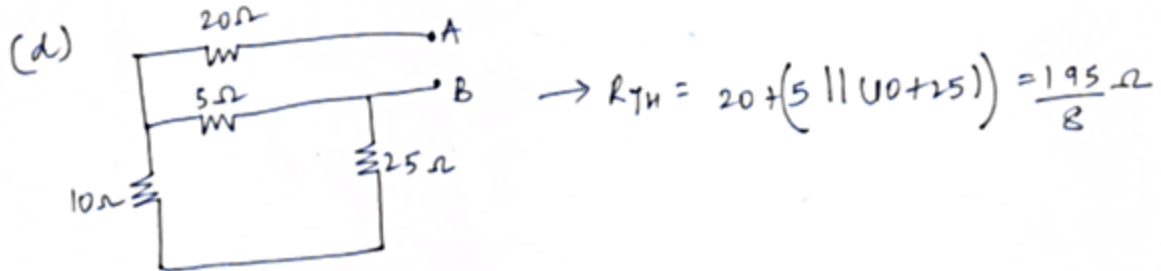 (d)
20Ω
A
5Ω
B
→ R_TH = 20+(5 || (10+25)) = 195/8 Ω
25Ω
10Ω